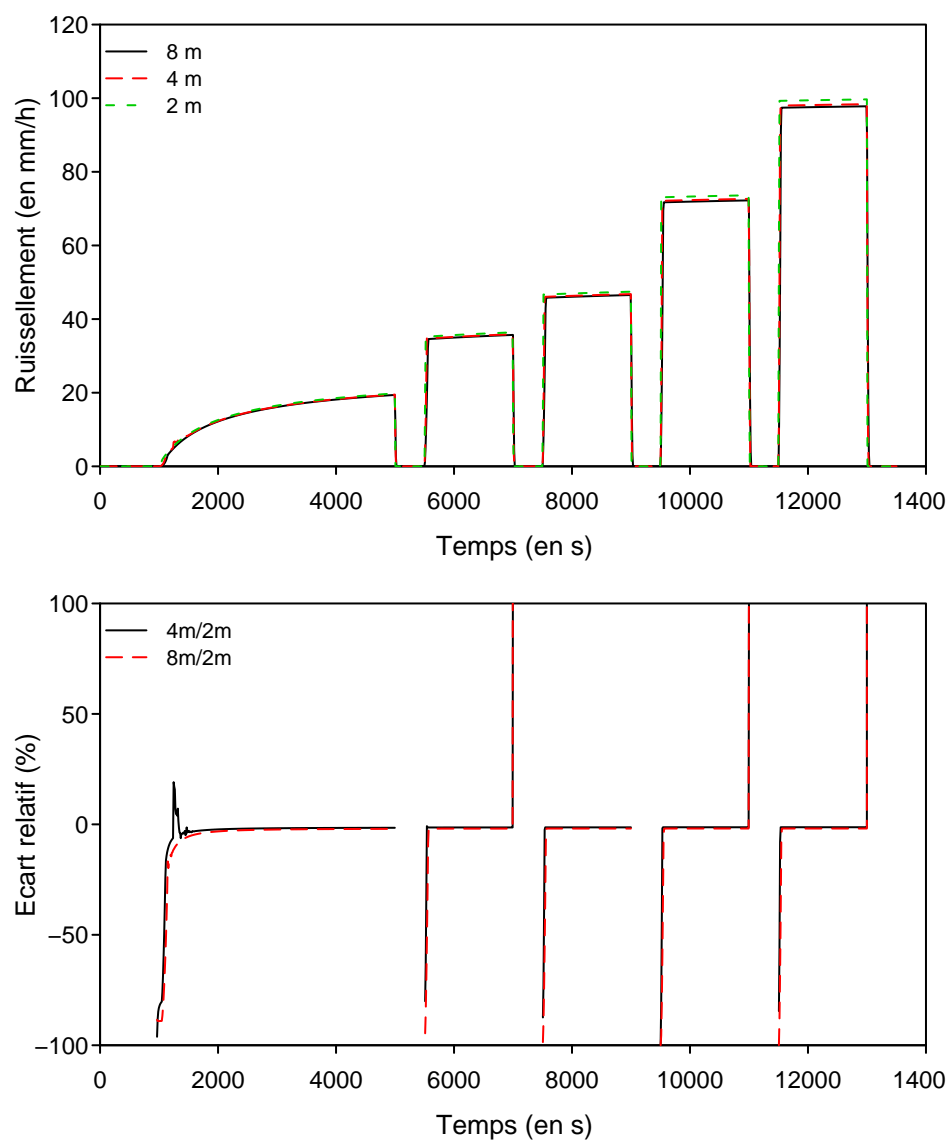 120
100
80
60
40
20
0
Ruissellement (en mm/h)
8 m
4 m
2 m
0 2000 4000 6000 8000 10000 12000 1400
Temps (en s)
100
50
0
−50
−100
Ecart relatif (%)
4m/2m
8m/2m
0 2000 4000 6000 8000 10000 12000 1400
Temps (en s)